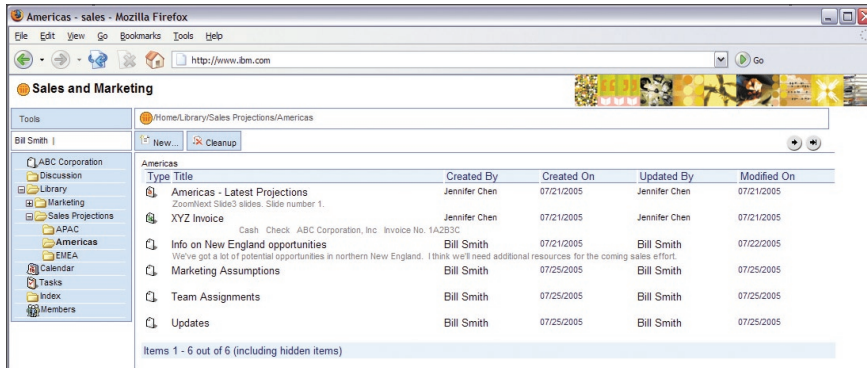 Americas - sales - Mozilla Firefox
File Edit View Go Bookmarks Tools Help
http://www.ibm.com Go
Sales and Marketing
Tools
/Home/Library/Sales Projections/Americas
Bill Smith |
New... Cleanup
ABC Corporation
Discussion
Library
Marketing
Sales Projections
APAC
Americas
EMEA
Calendar
Tasks
Index
Members
Americas
Type Title Created By Created On Updated By Modified On
Americas - Latest Projections Jennifer Chen 07/21/2005 Jennifer Chen 07/21/2005
ZoomNext Slide3 slides. Slide number 1.
XYZ Invoice Jennifer Chen 07/21/2005 Jennifer Chen 07/21/2005
Cash Check ABC Corporation, Inc. Invoice No. 1A2B3C
Info on New England opportunities Bill Smith 07/21/2005 Bill Smith 07/22/2005
We've got a lot of potential opportunities in northern New England. I think we'll need additional resources for the coming sales effort.
Marketing Assumptions Bill Smith 07/25/2005 Bill Smith 07/25/2005
Team Assignments Bill Smith 07/25/2005 Bill Smith 07/25/2005
Updates Bill Smith 07/25/2005 Bill Smith 07/25/2005
Items 1 - 6 out of 6 (including hidden items)